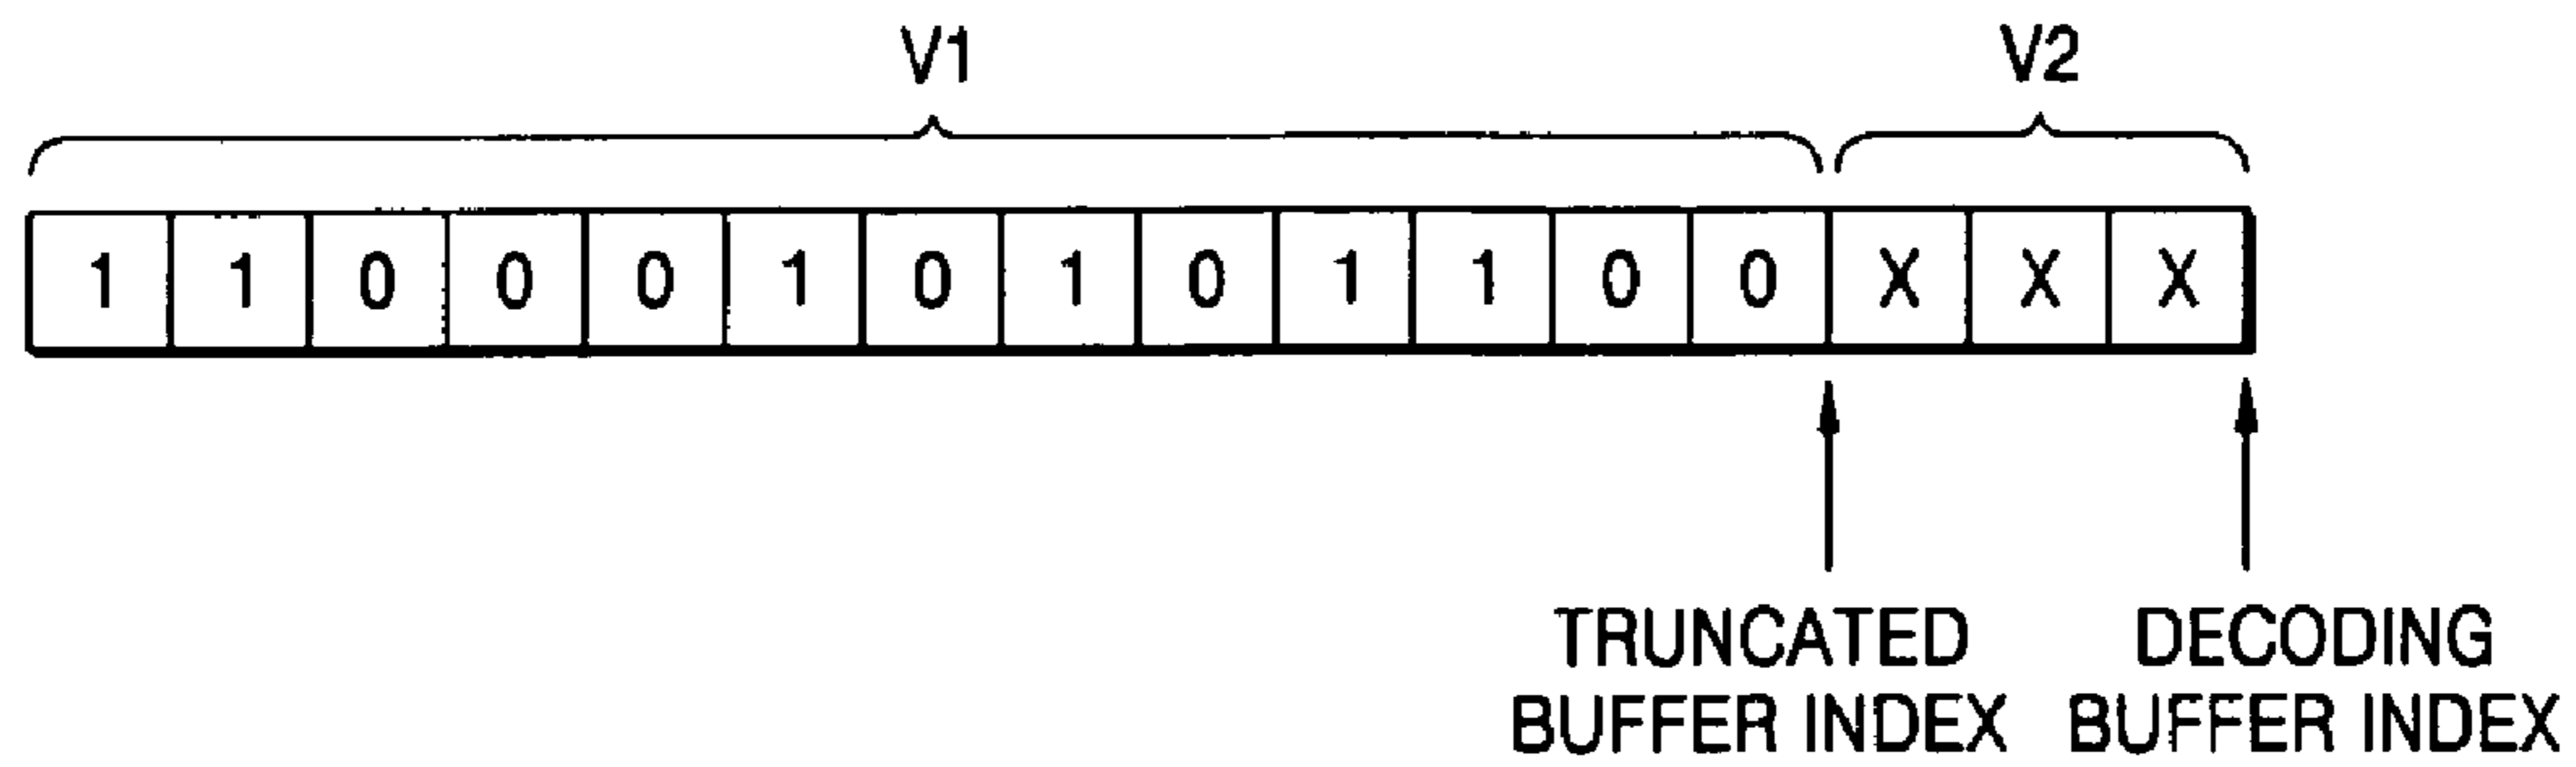 V1 V2
1 1 0 0 0 1 0 1 0 1 1 0 0 X X X
TRUNCATED DECODING
BUFFER INDEX BUFFER INDEX